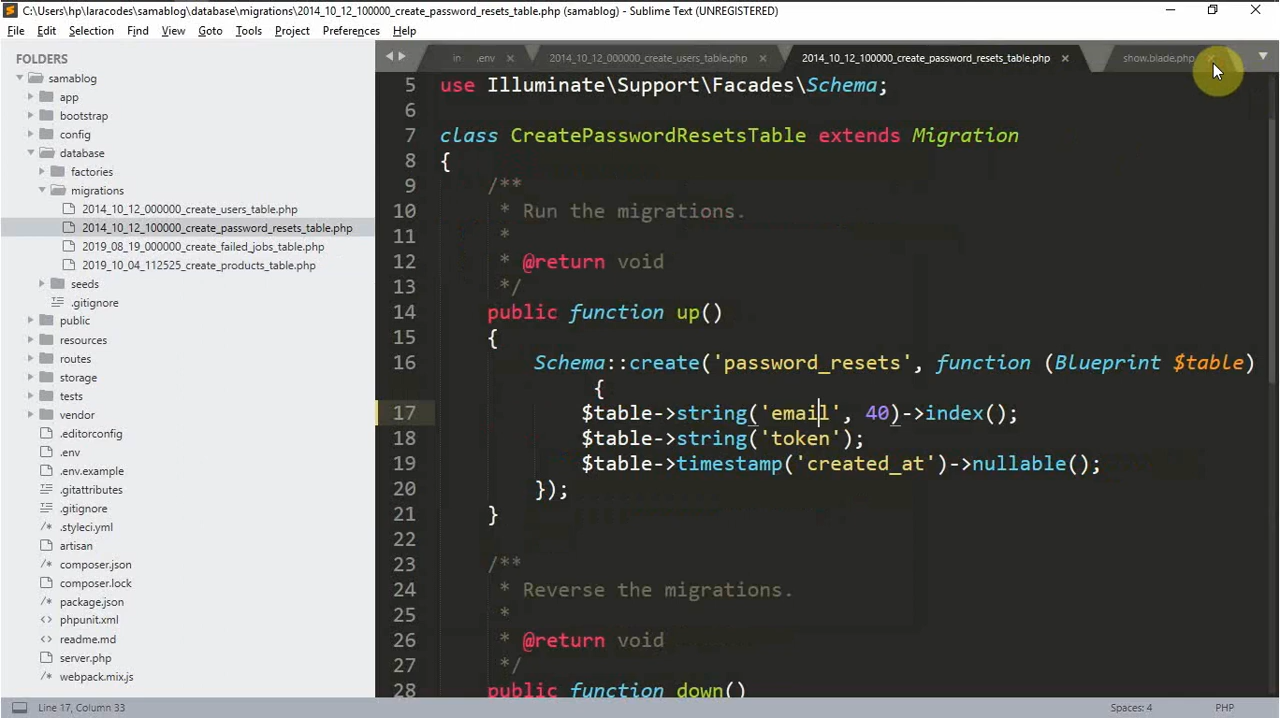 C:\Users\hp\laracodes\samablog\database\migrations\2014_10_12_100000_create_password_resets_table.php (samablog) - Sublime Text (UNREGISTERED)
File Edit Selection Find View Goto Tools Project Preferences Help
FOLDERS
samablog
app
bootstrap
config
database
factories
migrations
2014_10_12_000000_create_users_table.php
2014_10_12_100000_create_password_resets_table.php
2019_08_19_000000_create_failed_jobs_table.php
2019_10_04_112525_create_products_table.php
seeds
.gitignore
public
resources
routes
storage
tests
vendor
.editorconfig
.env
.env.example
.gitattributes
.gitignore
.styleci.yml
artisan
composer.json
composer.lock
package.json
phpunit.xml
readme.md
server.php
webpack.mix.js
in .env 2014_10_12_000000_create_users_table.php 2014_10_12_100000_create_password_resets_table.php show.blade.php
5 use Illuminate\Support\Facades\Schema;
6
7 class CreatePasswordResetsTable extends Migration
8 {
9 /**
10 * Run the migrations.
11 *
12 * @return void
13 */
14 public function up()
15 {
16 Schema::create('password_resets', function (Blueprint $table)
{
17 $table->string('email', 40)->index();
18 $table->string('token');
19 $table->timestamp('created_at')->nullable();
20 });
21 }
22
23 /**
24 * Reverse the migrations.
25 *
26 * @return void
27 */
28 public function down()
Line 17, Column 33 Spaces: 4 PHP